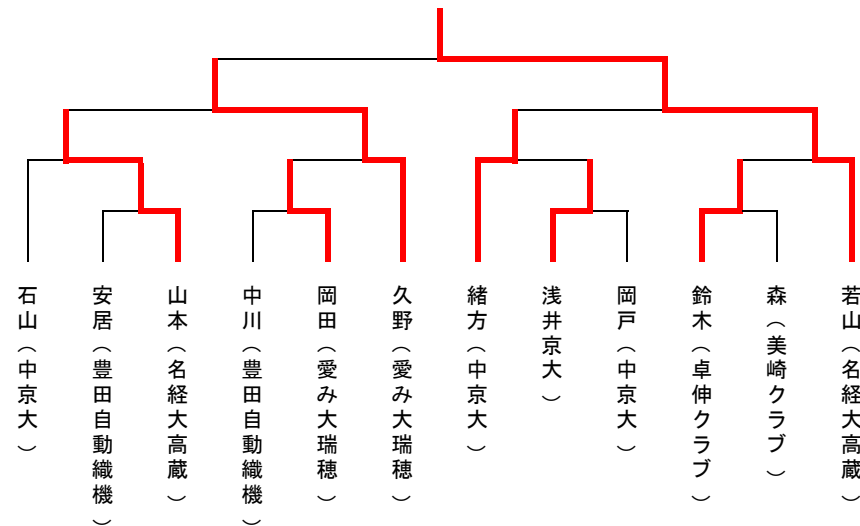 石山（中京大）
安居（豊田自動織機）
山本（名経大高蔵）
中川（豊田自動織機）
岡田（愛み大瑞穂）
久野（愛み大瑞穂）
緒方（中京大）
浅井京大）
岡戸（中京大）
鈴木（卓伸クラブ）
森（美崎クラブ）
若山（名経大高蔵）